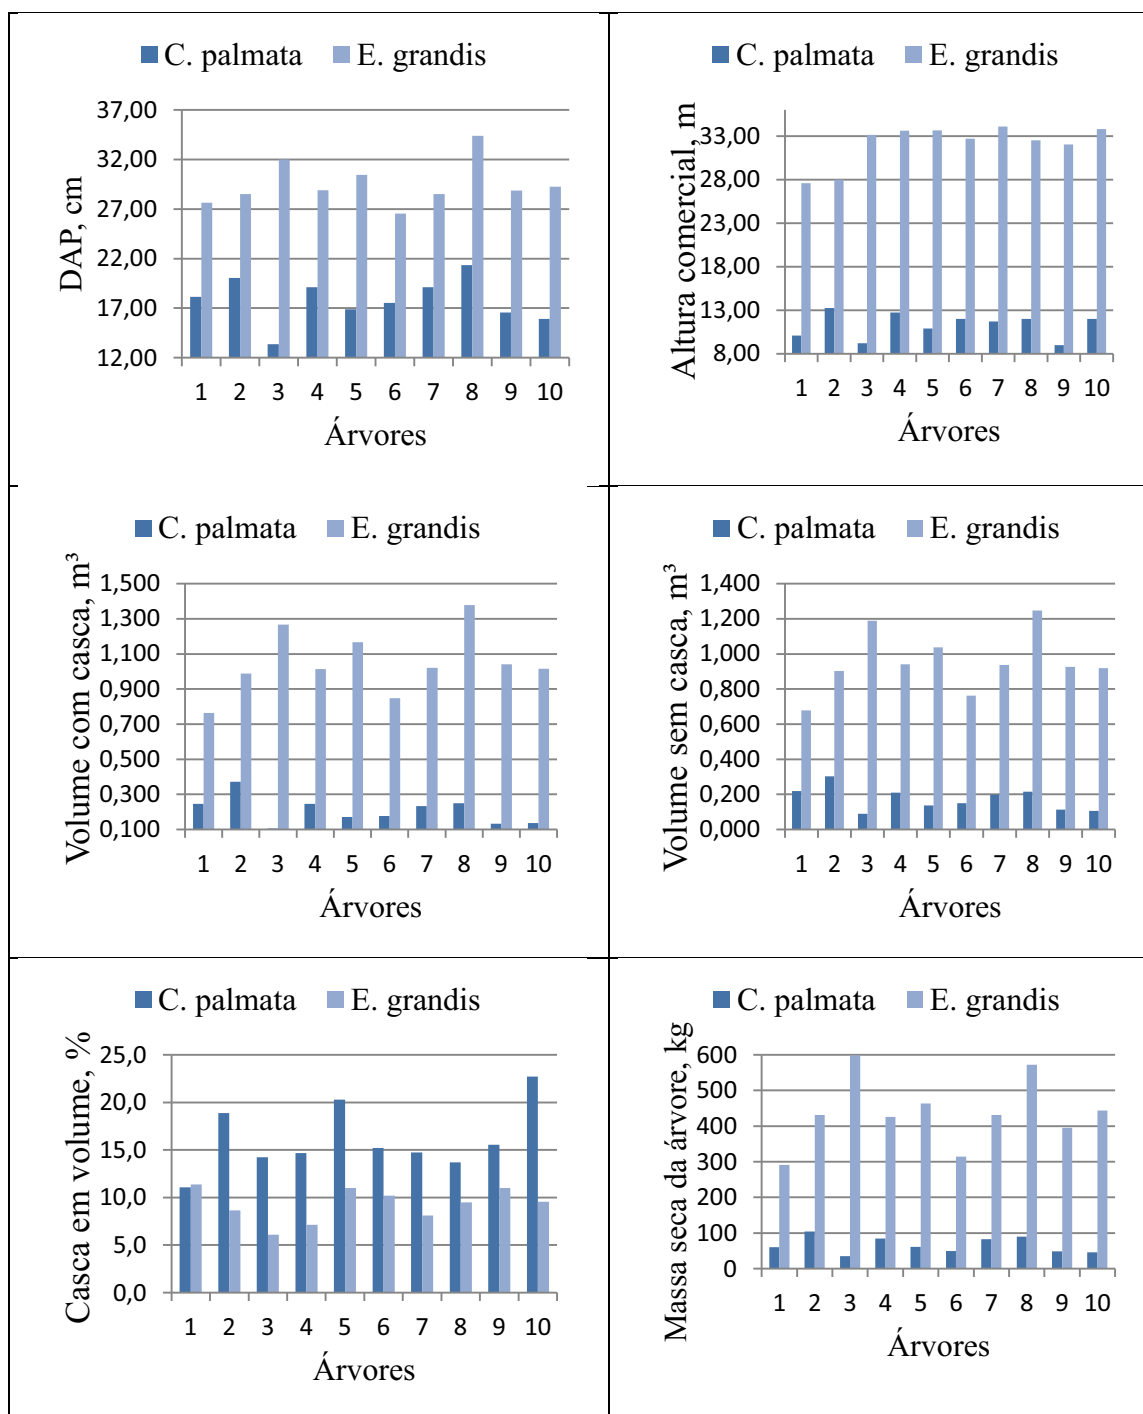 C. palmata E. grandis
DAP, cm
37,00
32,00
27,00
22,00
17,00
12,00
1 2 3 4 5 6 7 8 9 10
Árvores
C. palmata E. grandis
Altura comercial, m
33,00
28,00
23,00
18,00
13,00
8,00
1 2 3 4 5 6 7 8 9 10
Árvores
C. palmata E. grandis
Volume com casca, m³
1,500
1,300
1,100
0,900
0,700
0,500
0,300
0,100
1 2 3 4 5 6 7 8 9 10
Árvores
C. palmata E. grandis
Volume sem casca, m³
1,400
1,200
1,000
0,800
0,600
0,400
0,200
0,000
1 2 3 4 5 6 7 8 9 10
Árvores
C. palmata E. grandis
Casca em volume, %
25,0
20,0
15,0
10,0
5,0
0,0
1 2 3 4 5 6 7 8 9 10
Árvores
C. palmata E. grandis
Massa seca da árvore, kg
600
500
400
300
200
100
0
1 2 3 4 5 6 7 8 9 10
Árvores